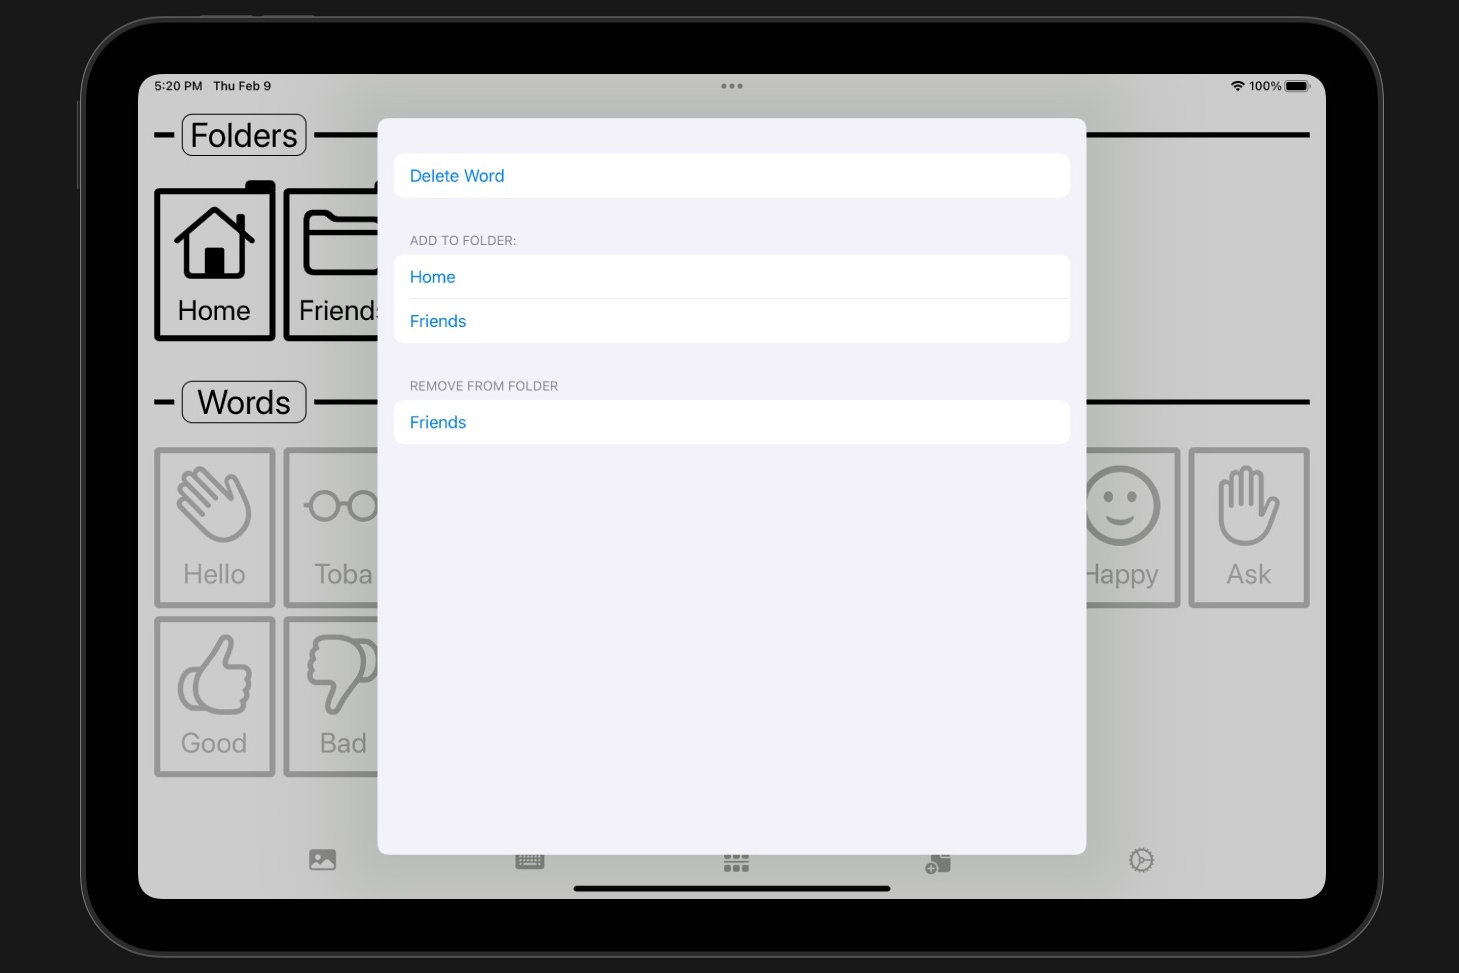 5:20 PM Thu Feb 9
100%
Folders
Home
Friend
Words
Hello
Toba
Happy
Ask
Good
Bad
Delete Word
ADD TO FOLDER:
Home
Friends
REMOVE FROM FOLDER
Friends